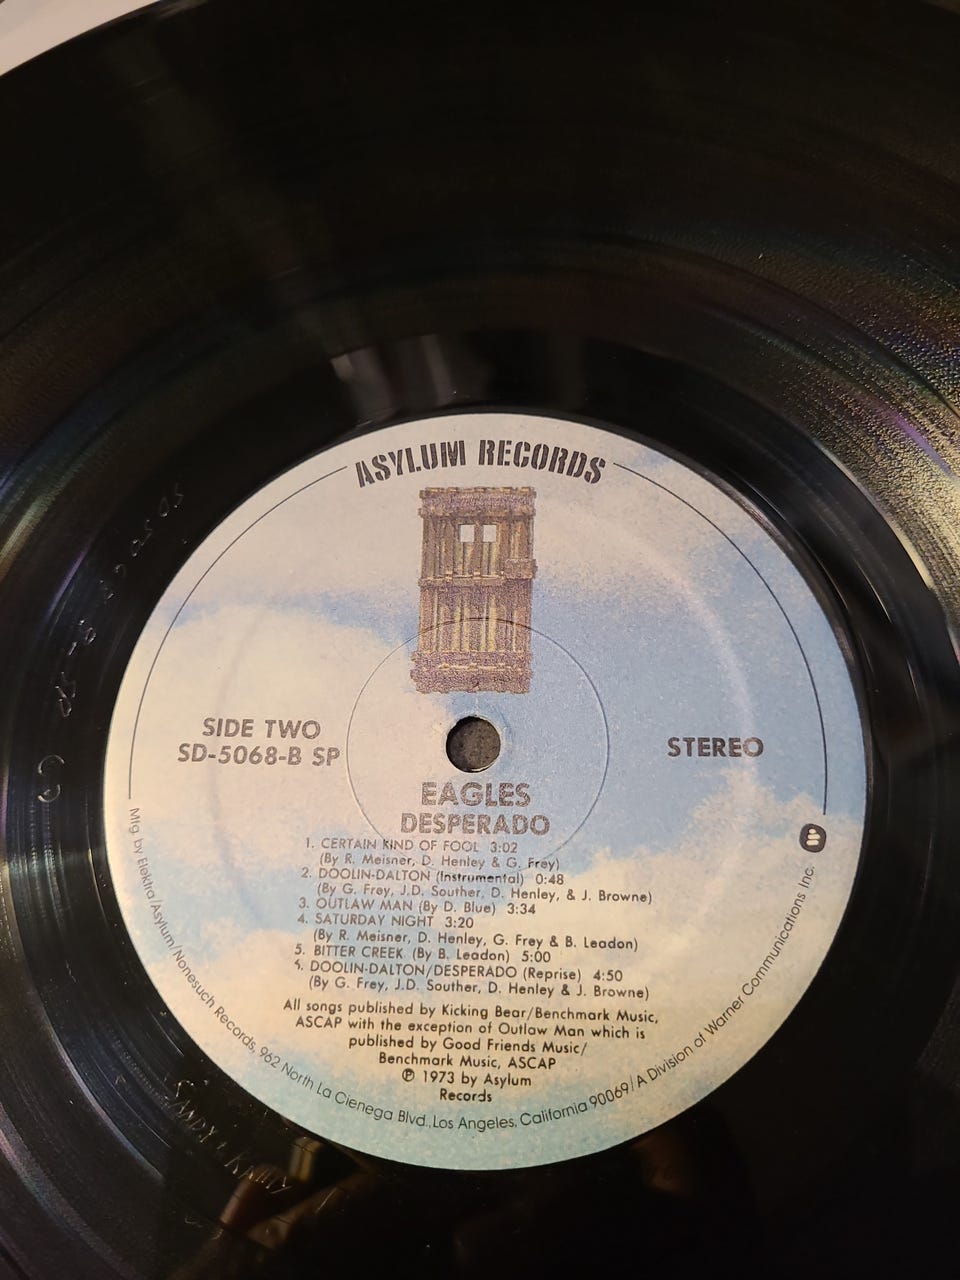 ASYLUM RECORDS
SIDE TWO
SD-5068-B SP
STEREO
EAGLES
DESPERADO
1. CERTAIN KIND OF FOOL 3:02
(By R. Meisner, D. Henley & G. Frey)
2. DOOLIN-DALTON (Instrumental) 0:48
(By G. Frey, J.D. Souther, D. Henley, & J. Browne)
3. OUTLAW MAN (By D. Blue) 3:34
4. SATURDAY NIGHT 3:20
(By R. Meisner, D. Henley, G. Frey & B. Leadon)
5. BITTER CREEK (By B. Leadon) 5:00
DOOLIN-DALTON/DESPERADO (Reprise) 4:50
(By G. Frey, J.D. Souther, D. Henley & J. Browne)
All songs published by Kicking Bear/Benchmark Music,
ASCAP with the exception of Outlaw Man which is
published by Good Friends Music/
Benchmark Music, ASCAP
℗ 1973 by Asylum
Records
Mfg by Elektra/Asylum/Nonesuch Records, 962 North La Cienega Blvd., Los Angeles, California 90069/A Division of Warner Communications Inc.
SANDY &